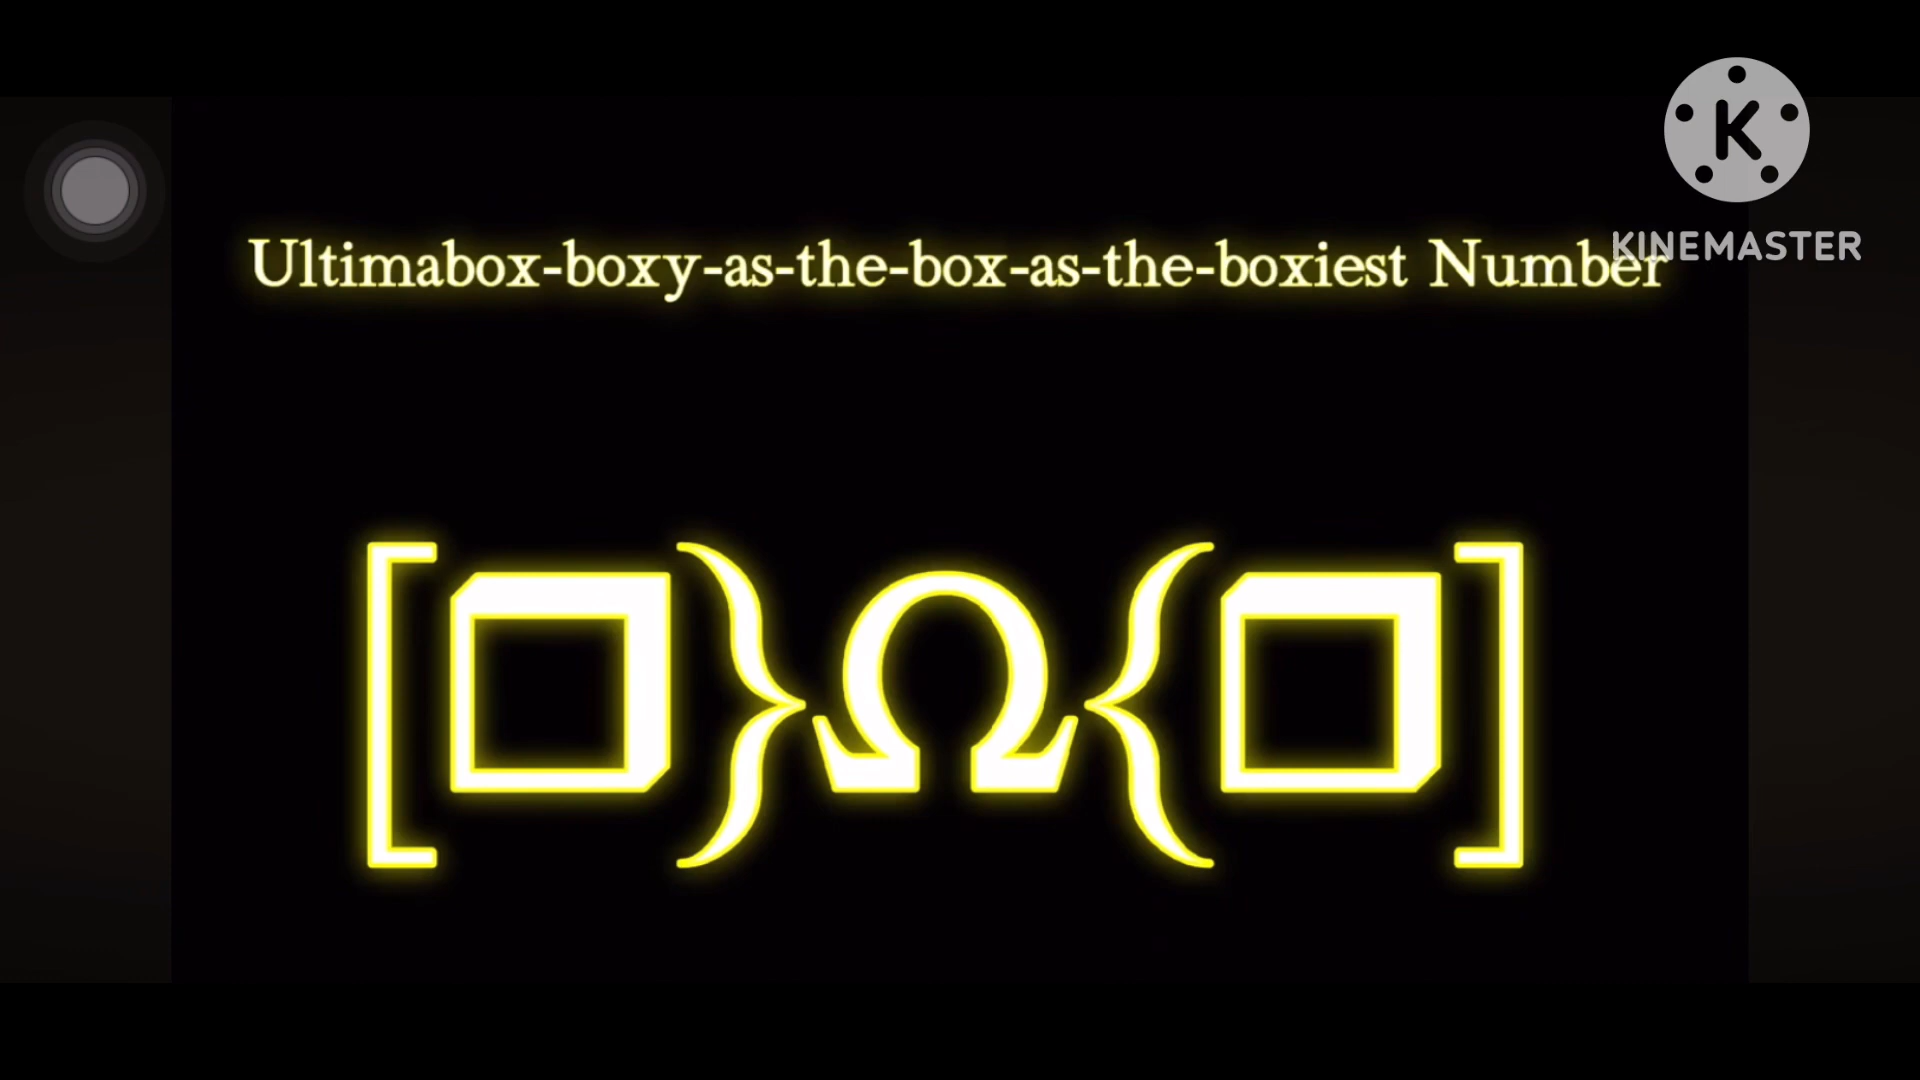 K
KINEMASTER
Ultimabox-boxy-as-the-box-as-the-boxiest Number
[❑}Ω{❑]